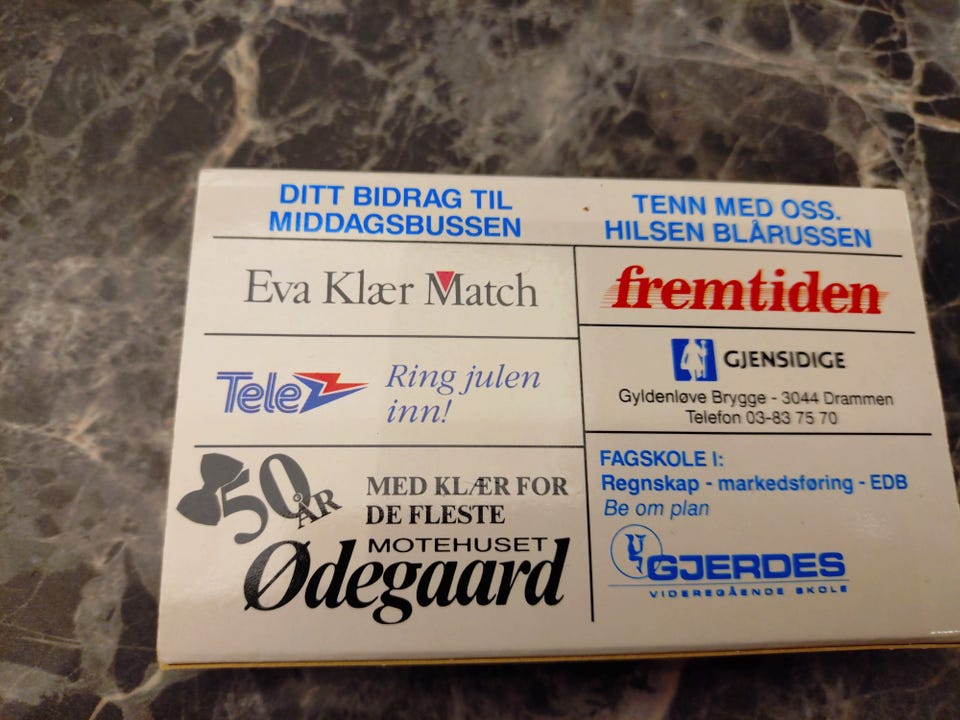 DITT BIDRAG TIL
MIDDAGSBUSSEN
Eva Klær Match
Tele
Ring julen
inn!
50
ÅR
MED KLÆR FOR
DE FLESTE
MOTEHUSET
Ødegaard
TENN MED OSS.
HILSEN BLÅRUSSEN
fremtiden
GJENSIDIGE
Gyldenløve Brygge - 3044 Drammen
Telefon 03-83 75 70
FAGSKOLE I:
Regnskap - markedsføring - EDB
Be om plan
GJERDES
VIDEREGÅENDE SKOLE